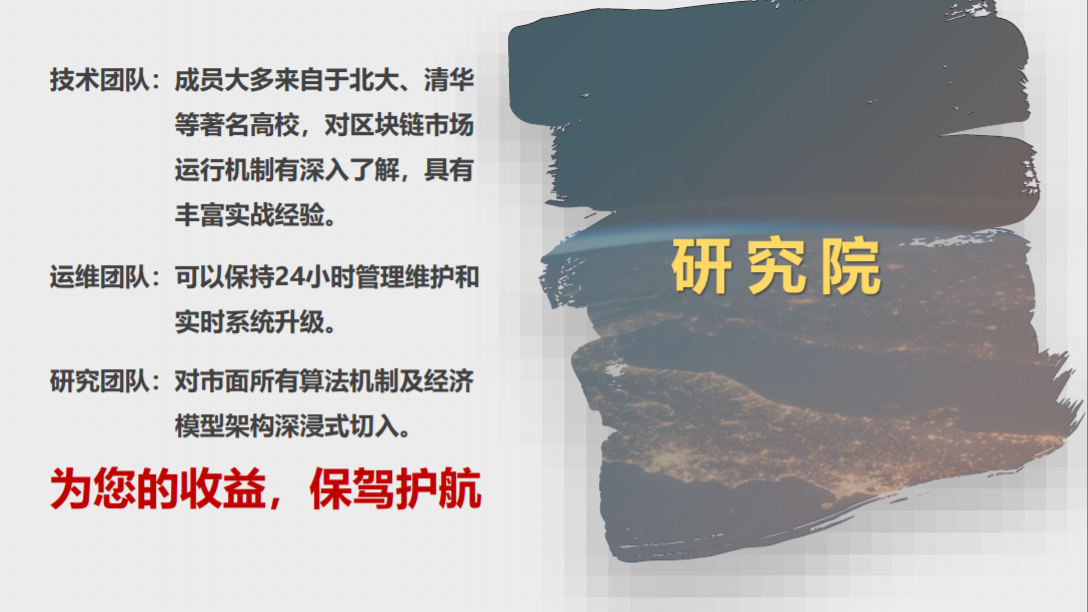 技术团队：成员大多来自于北大、清华
等著名高校，对区块链市场
运行机制有深入了解，具有
丰富实战经验。
运维团队：可以保持24小时管理维护和
实时系统升级。
研究团队：对市面所有算法机制及经济
模型架构深浸式切入。
为您的收益，保驾护航
研究院